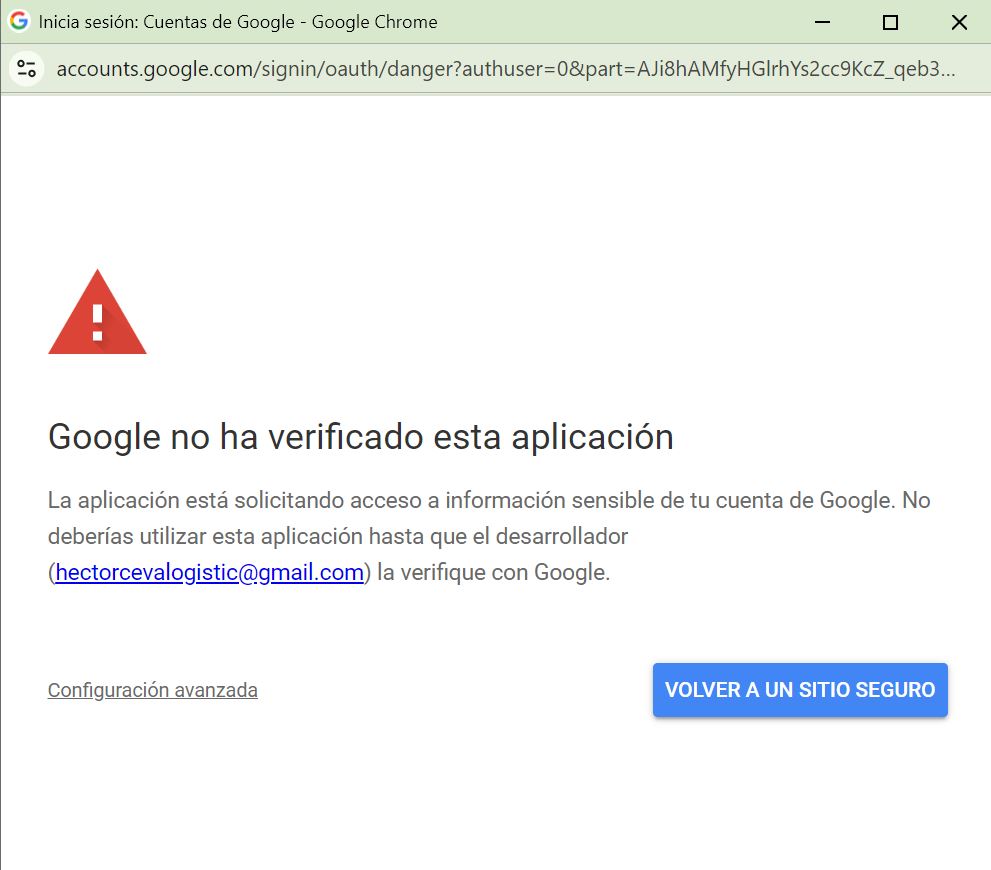 Inicia sesión: Cuentas de Google - Google Chrome
accounts.google.com/signin/oauth/danger?authuser=0&part=AJi8hAMfyHGlrhYs2cc9KcZ_qeb3...
Google no ha verificado esta aplicación
La aplicación está solicitando acceso a información sensible de tu cuenta de Google. No
deberías utilizar esta aplicación hasta que el desarrollador
(hectorcevalogistic@gmail.com) la verifique con Google.
Configuración avanzada
VOLVER A UN SITIO SEGURO